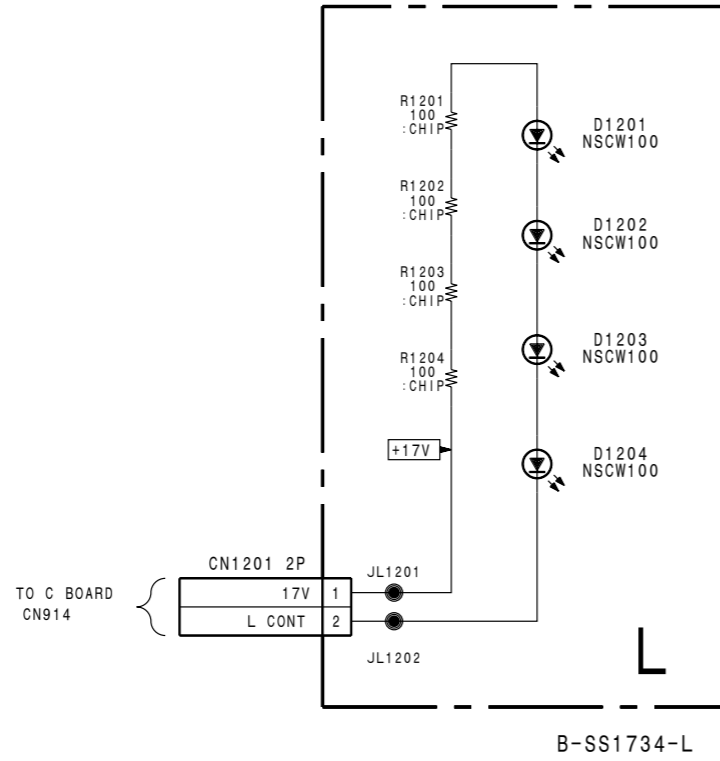 R1201
100
:CHIP
D1201
NSCW100
R1202
100
:CHIP
D1202
NSCW100
R1203
100
:CHIP
D1203
NSCW100
R1204
100
:CHIP
+17V
D1204
NSCW100
CN1201 2P
JL1201
TO C BOARD
CN914
17V 1
L CONT 2
JL1202
L
B-SS1734-L